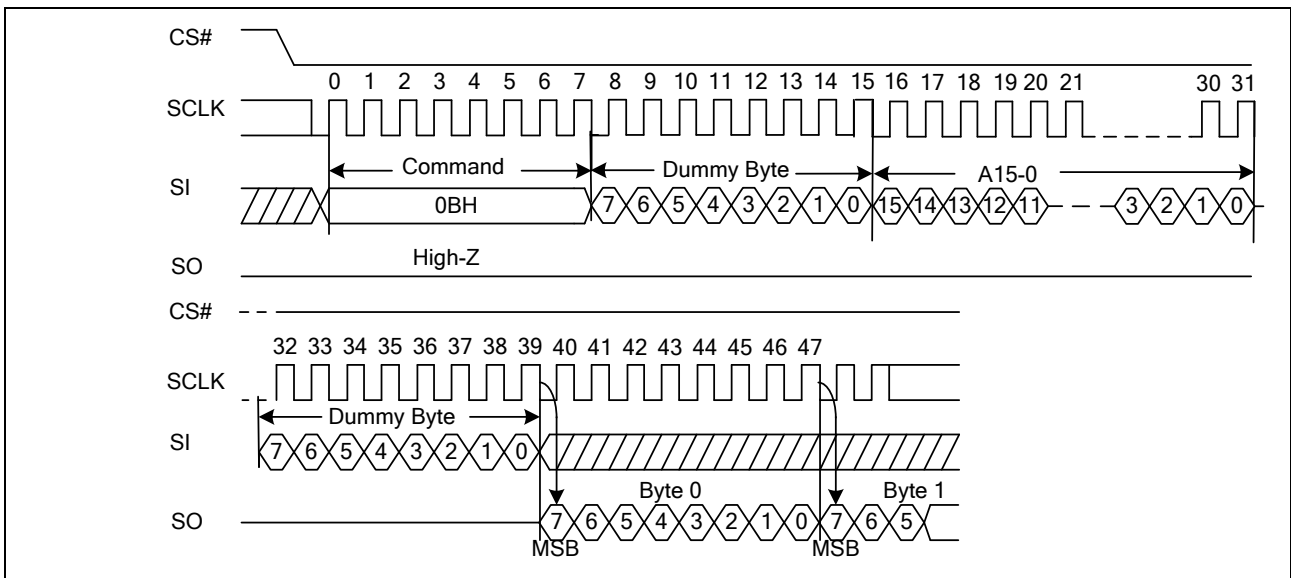 CS#
0 1 2 3 4 5 6 7 8 9 10 11 12 13 14 15 16 17 18 19 20 21 30 31
SCLK
Command Dummy Byte A15-0
SI 0BH 7 6 5 4 3 2 1 0 15 14 13 12 11 3 2 1 0
High-Z
SO
CS#
32 33 34 35 36 37 38 39 40 41 42 43 44 45 46 47
SCLK
Dummy Byte
SI 7 6 5 4 3 2 1 0
Byte 0 Byte 1
SO 7 6 5 4 3 2 1 0 7 6 5
MSB MSB